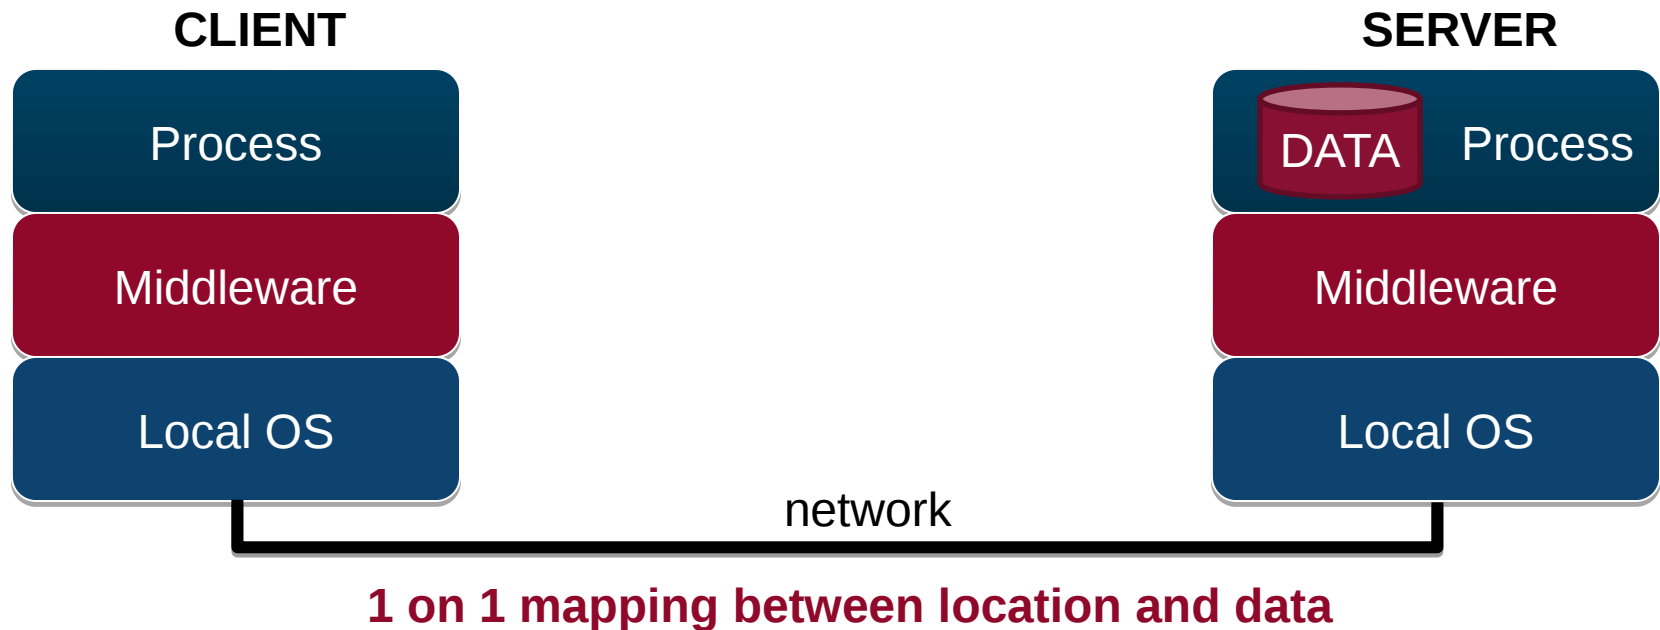 CLIENT
SERVER
Process
DATA
Process
Middleware
Middleware
Local OS
Local OS
network
1 on 1 mapping between location and data